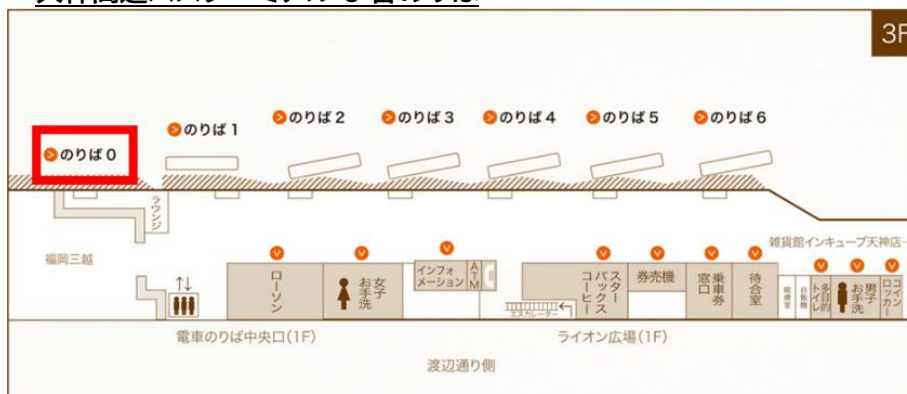 3F
のりば0
のりば1
のりば2
のりば3
のりば4
のりば5
のりば6
ラウンジ
福岡三越
雑貨館インキューブ天神店
ローソン
女子お手洗
インフォメーション
ATM
スターバックスコーヒー
券売機
乗車券窓口
待合室
自販機
多目的トイレ
男子お手洗
コインロッカー
エスカレーター
電車のりば中央口(1F)
ライオン広場(1F)
渡辺通り側